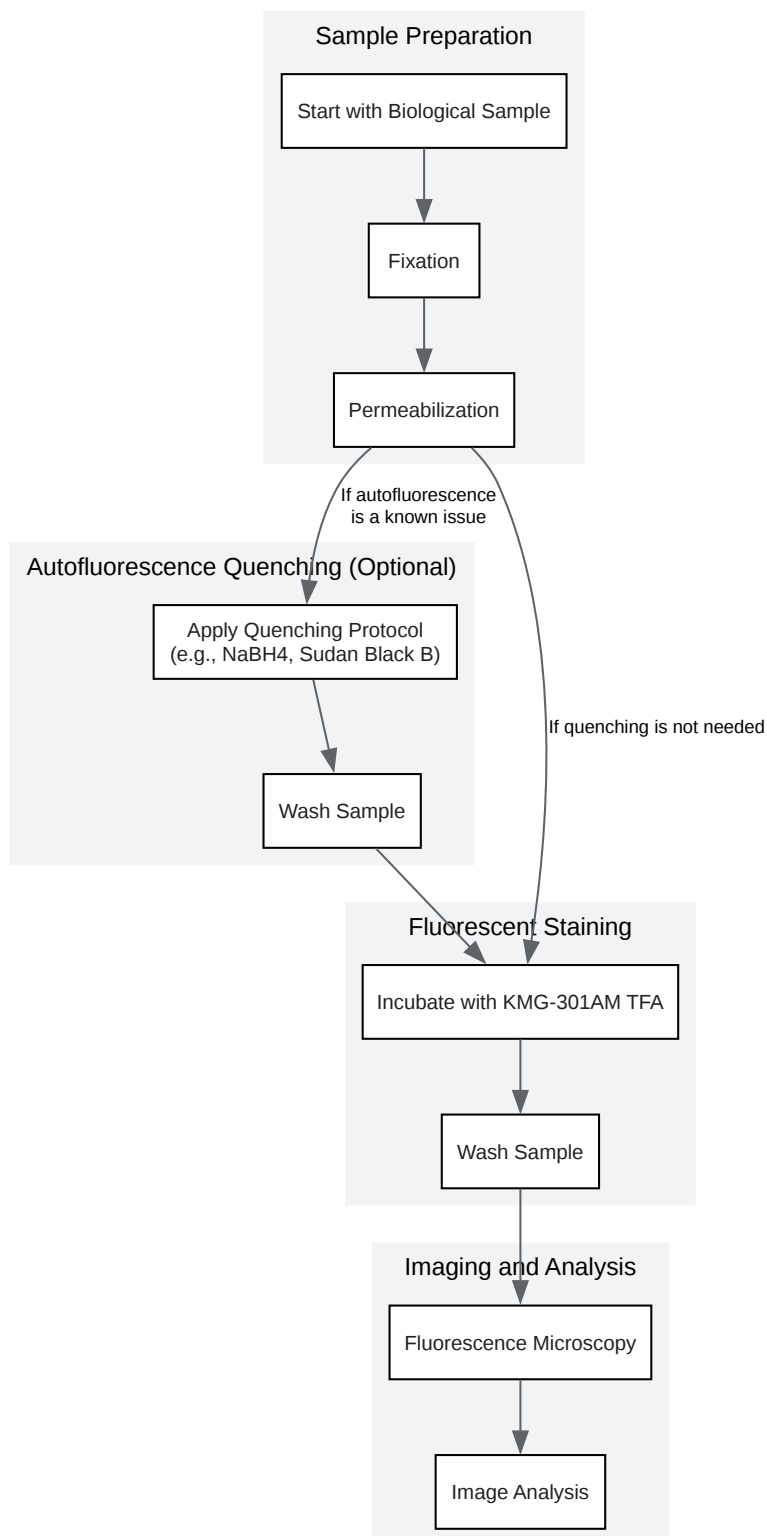 Sample Preparation
Start with Biological Sample
Fixation
Permeabilization
If autofluorescence
is a known issue
Autofluorescence Quenching (Optional)
Apply Quenching Protocol
(e.g., NaBH4, Sudan Black B)
If quenching is not needed
Wash Sample
Fluorescent Staining
Incubate with KMG-301AM TFA
Wash Sample
Imaging and Analysis
Fluorescence Microscopy
Image Analysis